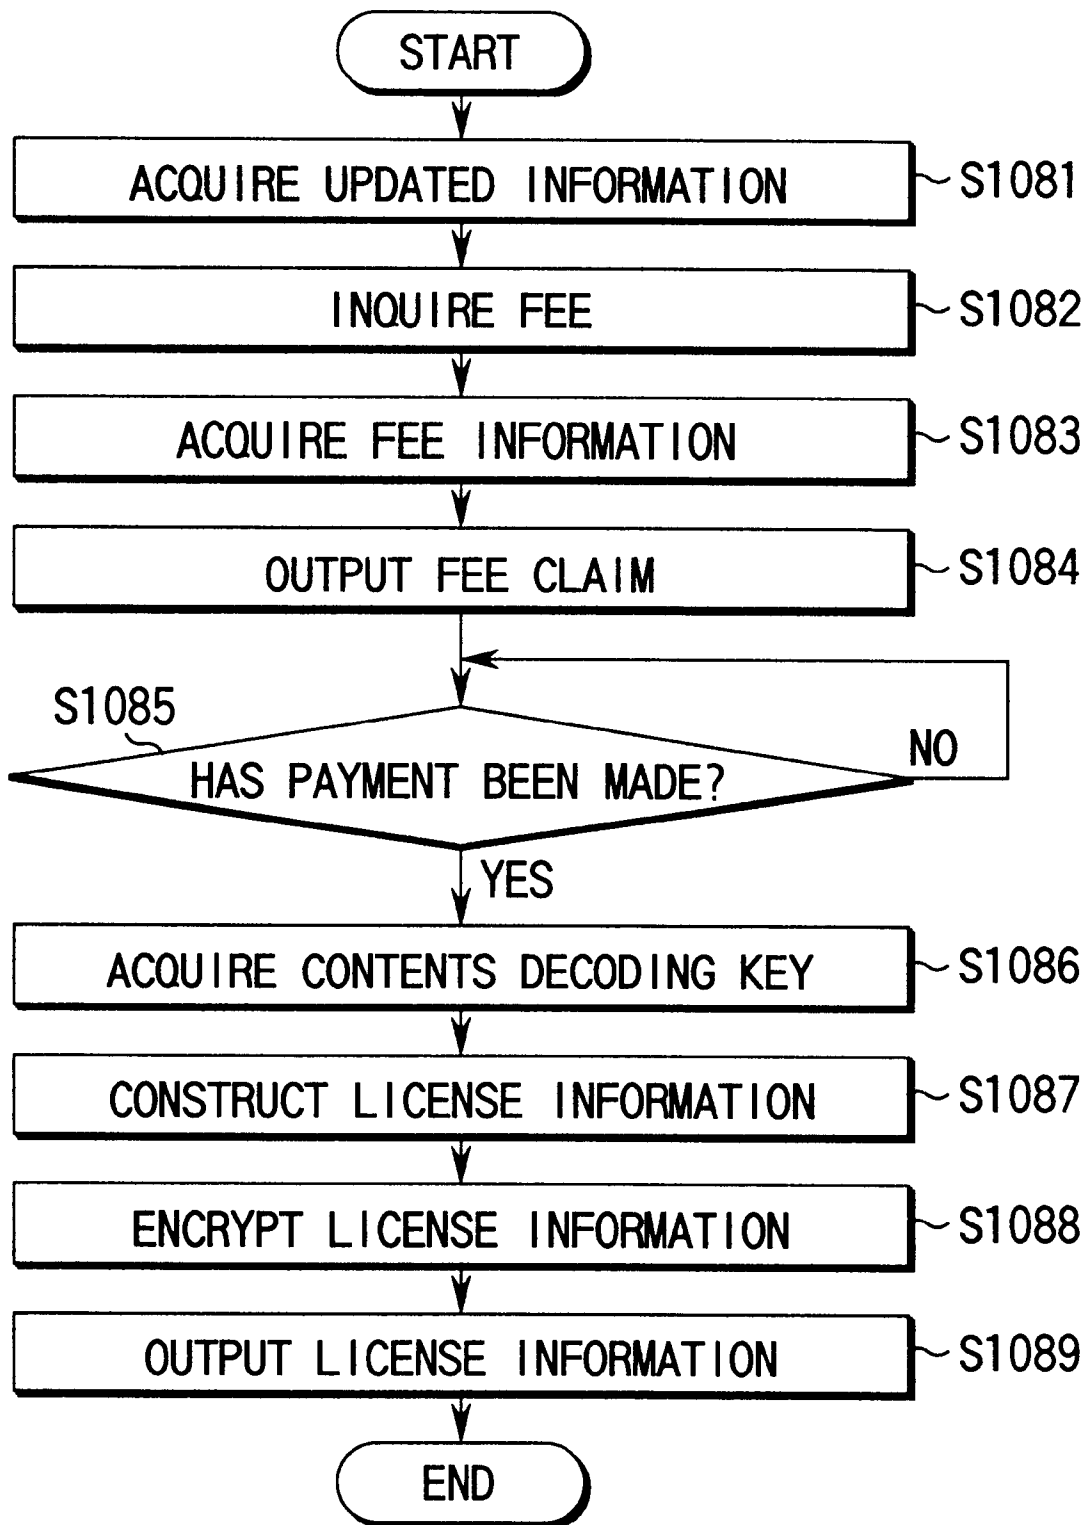 START
ACQUIRE UPDATED INFORMATION S1081
INQUIRE FEE S1082
ACQUIRE FEE INFORMATION S1083
OUTPUT FEE CLAIM S1084
S1085
HAS PAYMENT BEEN MADE? NO
YES
ACQUIRE CONTENTS DECODING KEY S1086
CONSTRUCT LICENSE INFORMATION S1087
ENCRYPT LICENSE INFORMATION S1088
OUTPUT LICENSE INFORMATION S1089
END